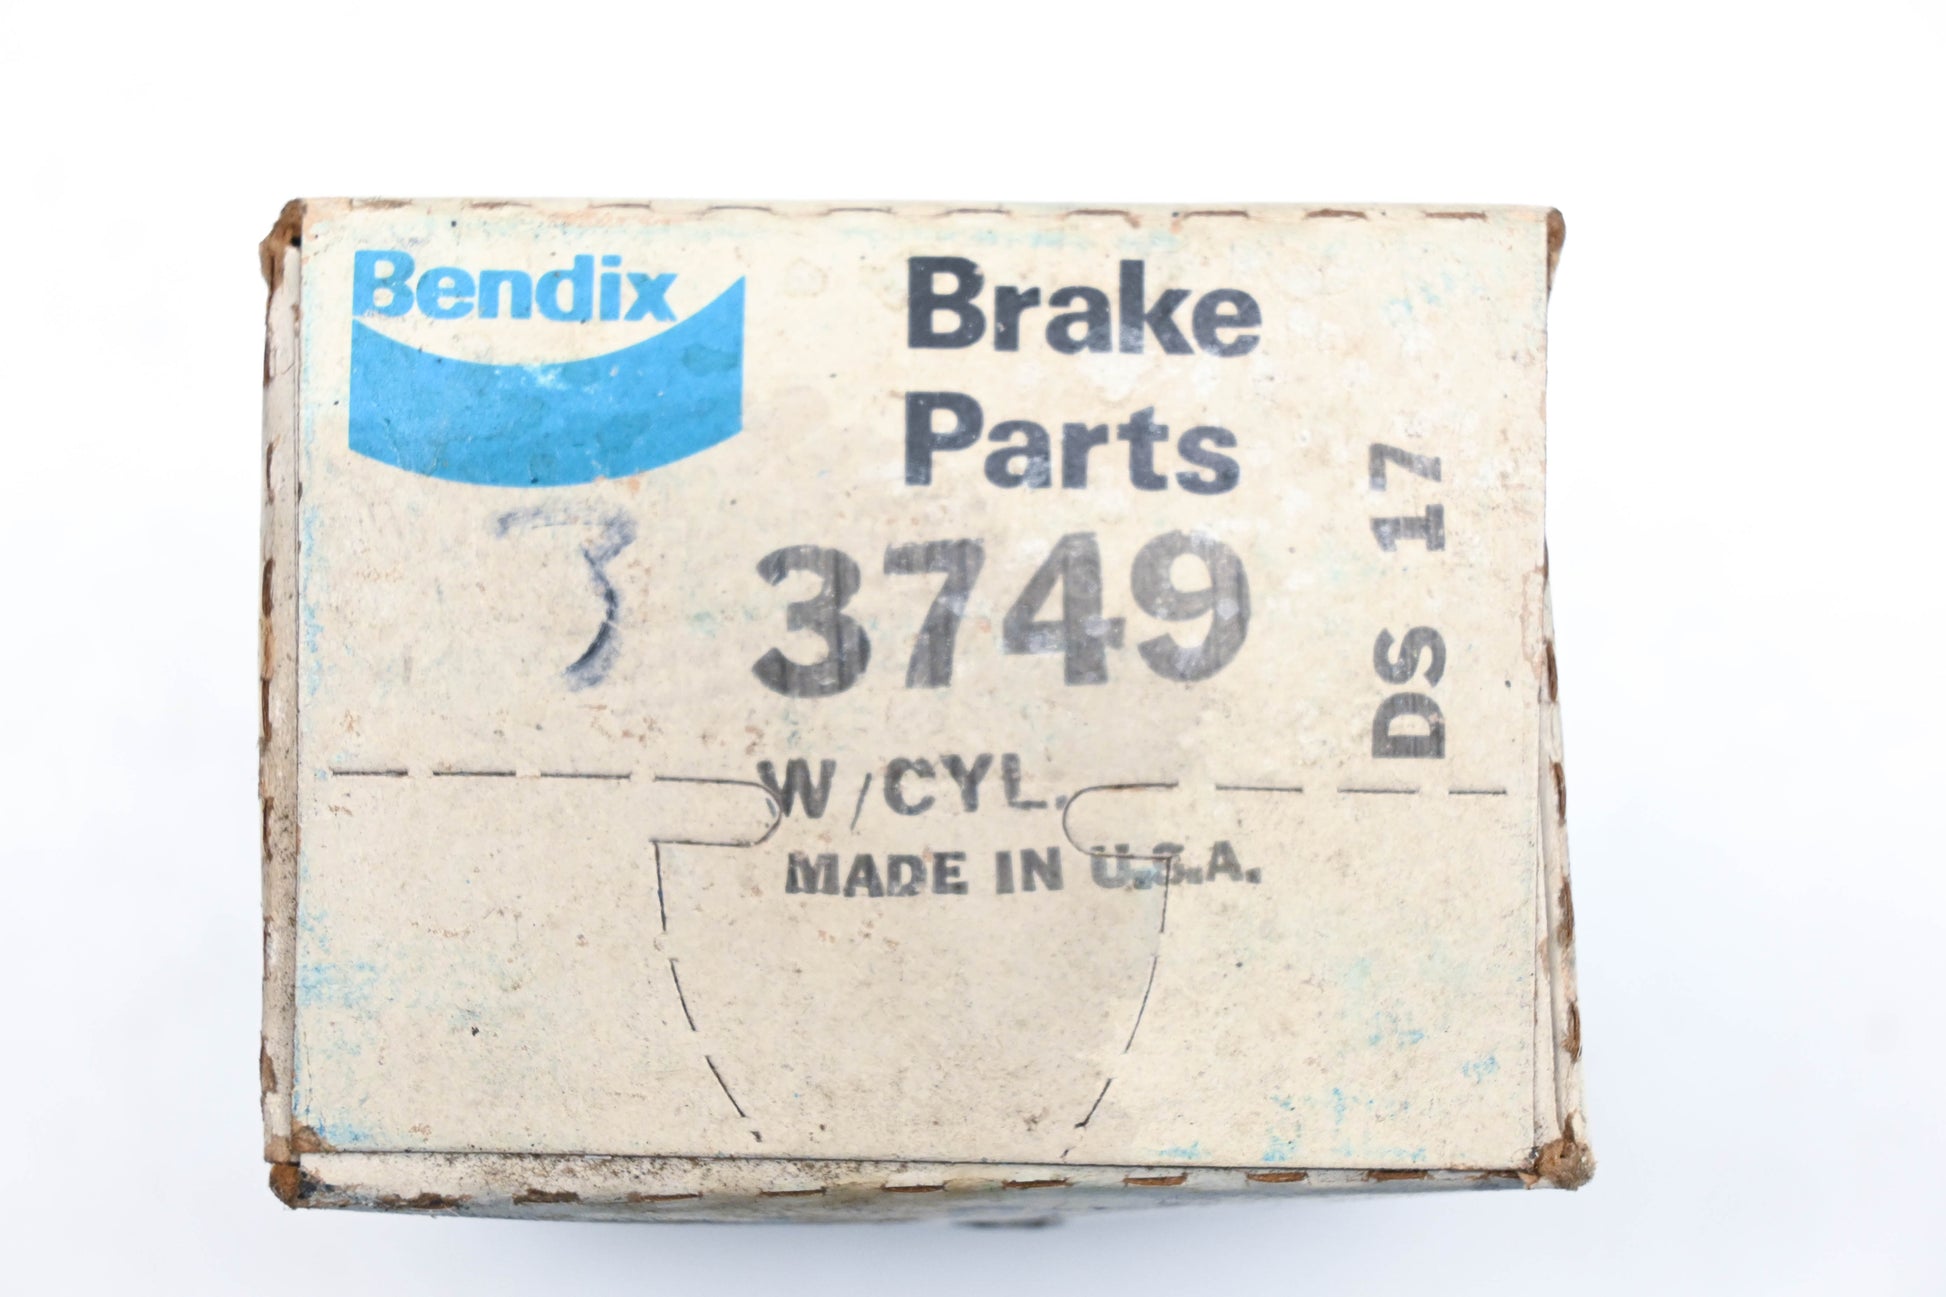 Bendix
Brake
Parts
3
3749
W/CYL.
MADE IN U.S.A.
DS 17